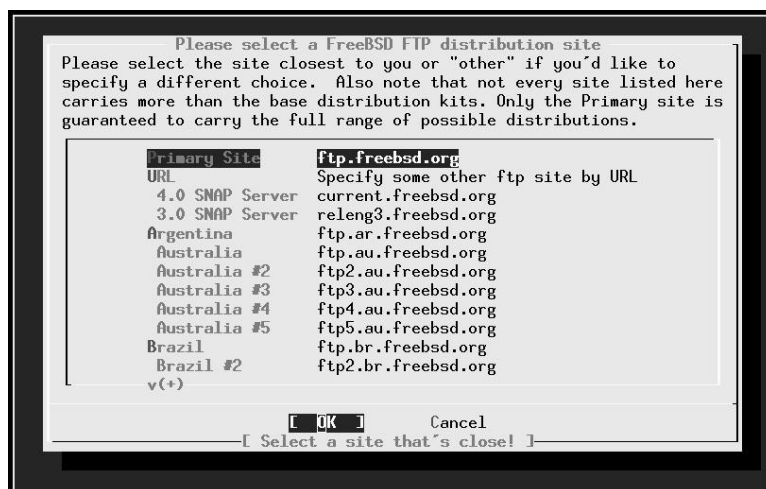 Please select a FreeBSD FTP distribution site
Please select the site closest to you or "other" if you´d like to
specify a different choice.  Also note that not every site listed here
carries more than the base distribution kits. Only the Primary site is
guaranteed to carry the full range of possible distributions.
Primary Site ftp.freebsd.org
URL Specify some other ftp site by URL
4.0 SNAP Server current.freebsd.org
3.0 SNAP Server releng3.freebsd.org
Argentina ftp.ar.freebsd.org
Australia ftp.au.freebsd.org
Australia #2 ftp2.au.freebsd.org
Australia #3 ftp3.au.freebsd.org
Australia #4 ftp4.au.freebsd.org
Australia #5 ftp5.au.freebsd.org
Brazil ftp.br.freebsd.org
Brazil #2 ftp2.br.freebsd.org
v(+)
[ OK ] Cancel
[ Select a site that´s close! ]